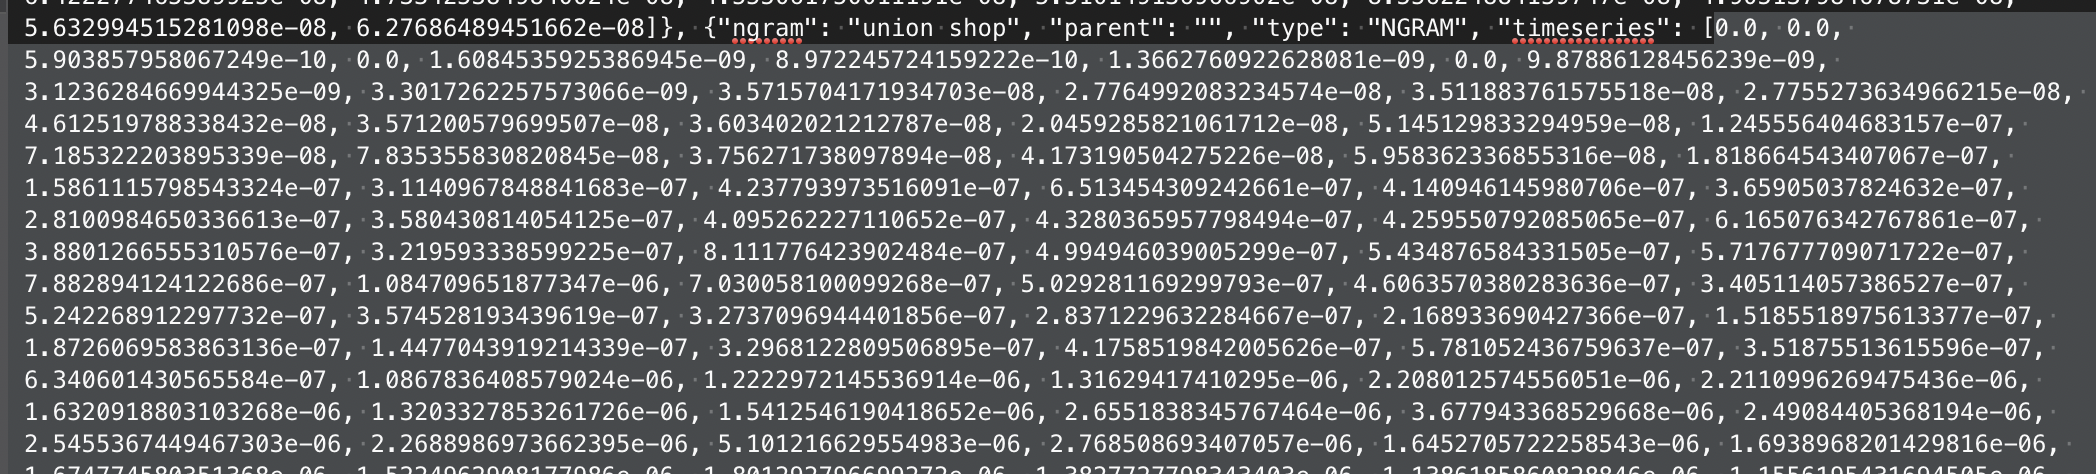 5.632994515281098e-08, 6.27686489451662e-08]}, {"ngram": "union shop", "parent": "", "type": "NGRAM", "timeseries": [0.0, 0.0,
5.903857958067249e-10, 0.0, 1.6084535925386945e-09, 8.972245724159222e-10, 1.3662760922628081e-09, 0.0, 9.87886128456239e-09,
3.1236284669944325e-09, 3.3017262257573066e-09, 3.5715704171934703e-08, 2.7764992083234574e-08, 3.511883761575518e-08, 2.7755273634966215e-08,
4.612519788338432e-08, 3.571200579699507e-08, 3.603402021212787e-08, 2.0459285821061712e-08, 5.145129833294959e-08, 1.245556404683157e-07,
7.185322203895339e-08, 7.835355830820845e-08, 3.756271738097894e-08, 4.173190504275226e-08, 5.958362336855316e-08, 1.818664543407067e-07,
1.5861115798543324e-07, 3.1140967848841683e-07, 4.237793973516091e-07, 6.513454309242661e-07, 4.140946145980706e-07, 3.65905037824632e-07,
2.8100984650336613e-07, 3.580430814054125e-07, 4.095262227110652e-07, 4.3280365957798494e-07, 4.259550792085065e-07, 6.165076342767861e-07,
3.8801266555310576e-07, 3.219593338599225e-07, 8.111776423902484e-07, 4.994946039005299e-07, 5.434876584331505e-07, 5.717677709071722e-07,
7.882894124122686e-07, 1.084709651877347e-06, 7.030058100099268e-07, 5.029281169299793e-07, 4.6063570380283636e-07, 3.405114057386527e-07,
5.242268912297732e-07, 3.574528193439619e-07, 3.2737096944401856e-07, 2.8371229632284667e-07, 2.168933690427366e-07, 1.5185518975613377e-07,
1.8726069583863136e-07, 1.4477043919214339e-07, 3.2968122809506895e-07, 4.1758519842005626e-07, 5.781052436759637e-07, 3.51875513615596e-07,
6.340601430565584e-07, 1.0867836408579024e-06, 1.2222972145536914e-06, 1.31629417410295e-06, 2.208012574556051e-06, 2.2110996269475436e-06,
1.6320918803103268e-06, 1.3203327853261726e-06, 1.5412546190418652e-06, 2.6551838345767464e-06, 3.677943368529668e-06, 2.49084405368194e-06,
2.5455367449467303e-06, 2.2688986973662395e-06, 5.101216629554983e-06, 2.768508693407057e-06, 1.6452705722258543e-06, 1.6938968201429816e-06,